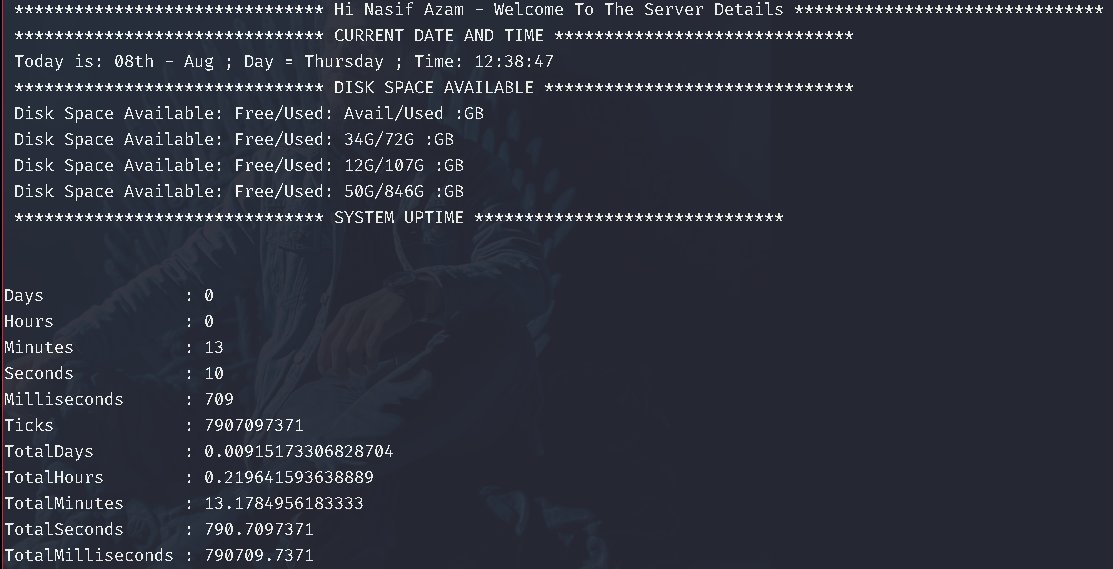 ******************************* Hi Nasif Azam - Welcome To The Server Details *******************************
******************************* CURRENT DATE AND TIME ******************************
Today is: 08th - Aug ; Day = Thursday ; Time: 12:38:47
******************************* DISK SPACE AVAILABLE *******************************
Disk Space Available: Free/Used: Avail/Used :GB
Disk Space Available: Free/Used: 34G/72G :GB
Disk Space Available: Free/Used: 12G/107G :GB
Disk Space Available: Free/Used: 50G/846G :GB
******************************* SYSTEM UPTIME *******************************
Days              : 0
Hours             : 0
Minutes           : 13
Seconds           : 10
Milliseconds      : 709
Ticks             : 7907097371
TotalDays         : 0.00915173306828704
TotalHours        : 0.219641593638889
TotalMinutes      : 13.1784956183333
TotalSeconds      : 790.7097371
TotalMilliseconds : 790709.7371